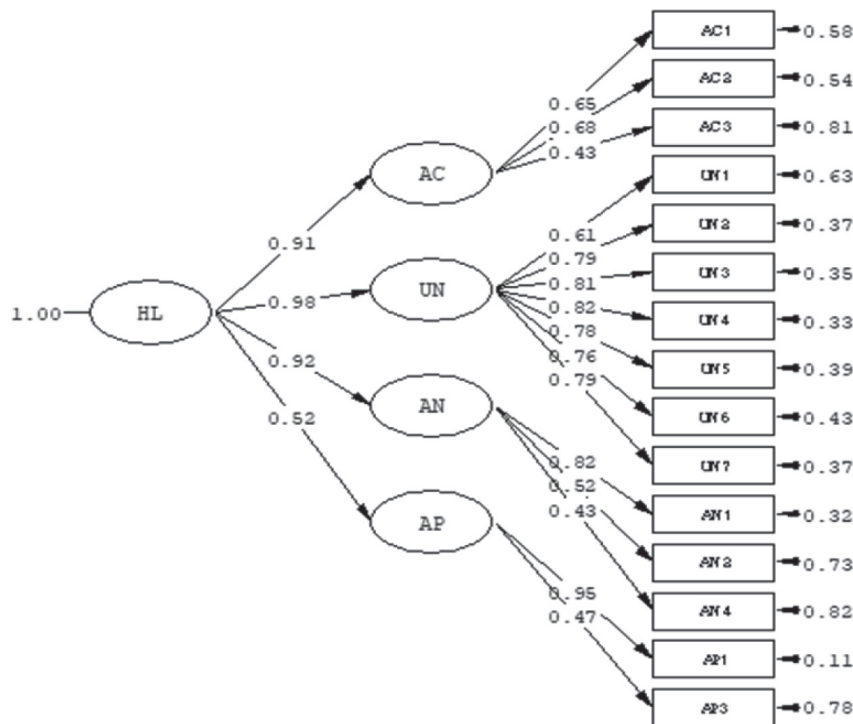 AC1 0.58
AC2 0.54
0.65
0.68
AC3 0.81
0.43
AC
UN1 0.63
0.91
0.61
UN2 0.37
0.79
UN3 0.35
0.81
UN
0.98
0.82
1.00 HL
UN4 0.33
0.78
0.76
0.92
UN5 0.39
0.79
AN
0.52
UN6 0.43
0.82
UN7 0.37
0.52
0.43
AN1 0.32
AP
AN2 0.73
0.95
0.47
AN4 0.82
AP1 0.11
AP3 0.78